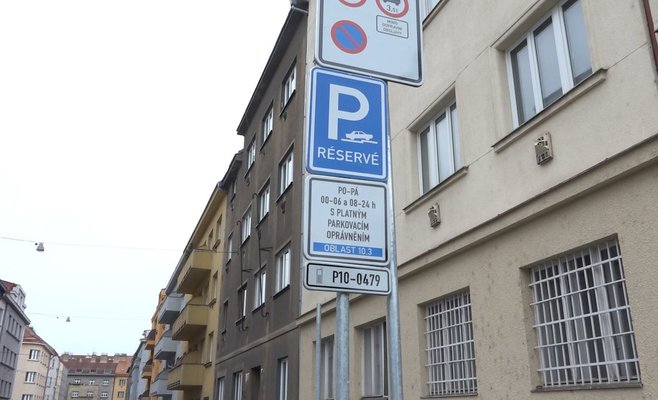 3,5t
MIMO
DOPRAVNÍ
OBSLUHY
P
RÉSERVÉ
PO-PÁ
00-06 a 08-24 h
S PLATNÝM
PARKOVACÍM
OPRÁVNĚNÍM
OBLAST 10.3
P10-0479